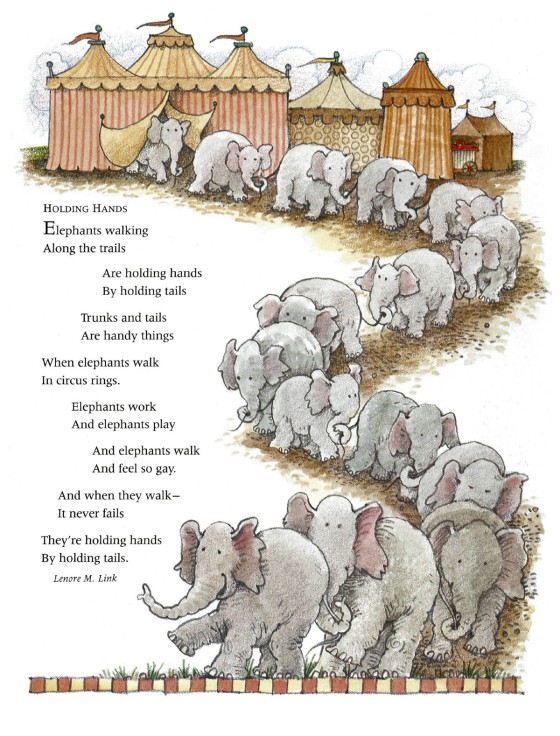 Holding Hands
Elephants walking
Along the trails
Are holding hands
By holding tails
Trunks and tails
Are handy things
When elephants walk
In circus rings.
Elephants work
And elephants play
And elephants walk
And feel so gay.
And when they walk—
It never fails
They're holding hands
By holding tails.
Lenore M. Link